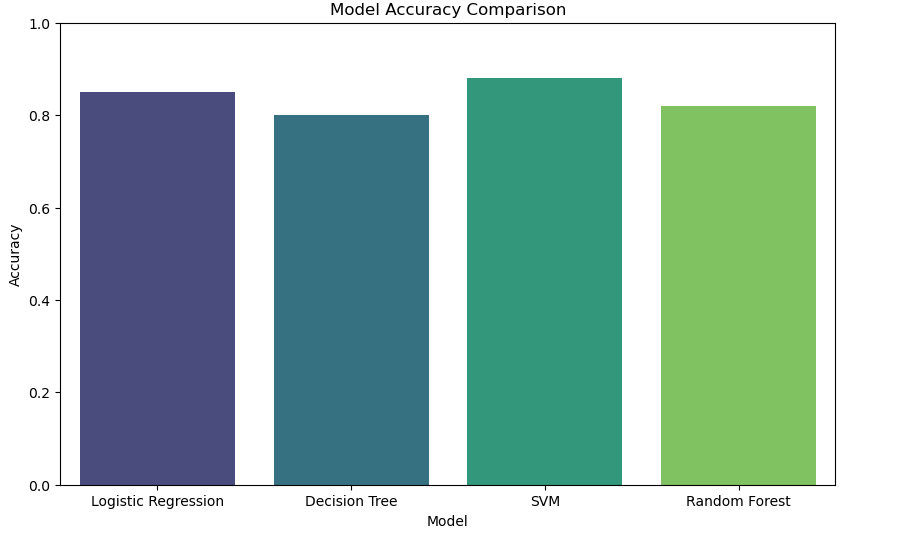 Model Accuracy Comparison
1.0
0.8
0.6
0.4
0.2
0.0
Accuracy
Logistic Regression
Decision Tree
SVM
Random Forest
Model